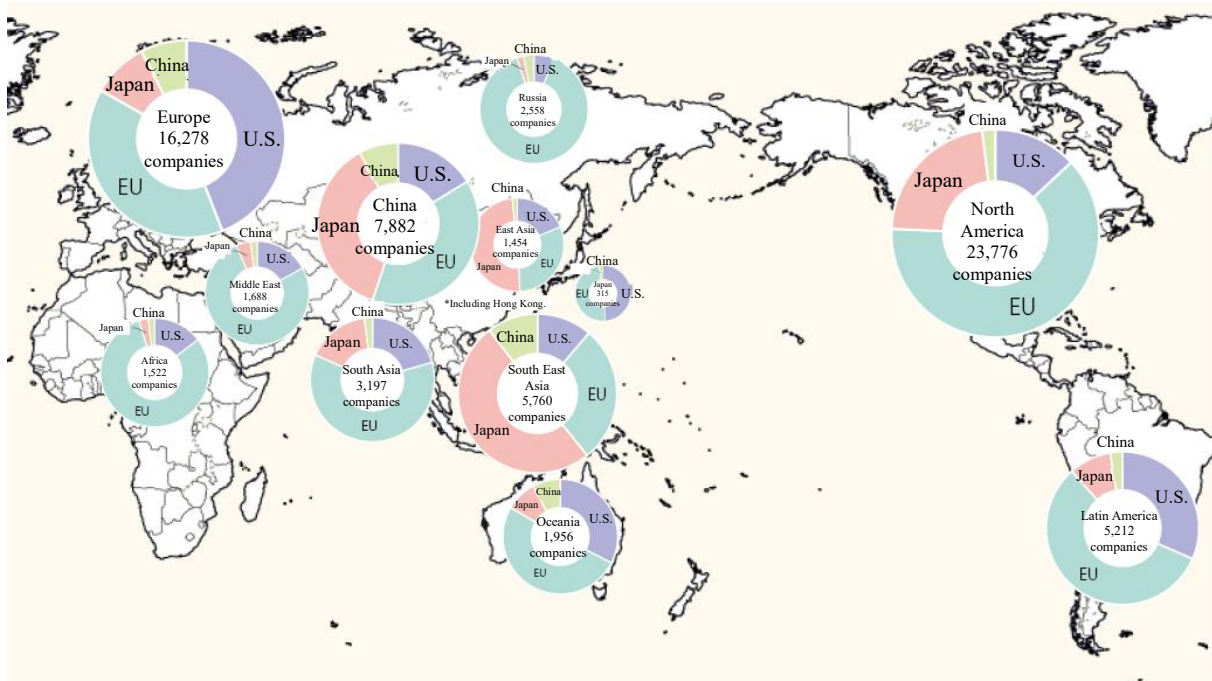 China
Japan
Europe
16,278
companies
U.S.
EU
China
Japan
U.S.
Russia
2,558
companies
EU
China
U.S.
Japan
China
7,882
companies
EU
China
U.S.
East Asia
1,454
companies
Japan
EU
China
Japan
315
companies
EU
U.S.
*Including Hong Kong.
China
Japan
U.S.
Middle East
1,688
companies
EU
China
Japan
U.S.
Africa
1,522
companies
EU
China
Japan
U.S.
South Asia
3,197
companies
EU
China
U.S.
South East
Asia
5,760
companies
EU
Japan
China
Japan
U.S.
Oceania
1,956
companies
EU
China
U.S.
Japan
North
America
23,776
companies
EU
China
Japan
U.S.
Latin America
5,212
companies
EU